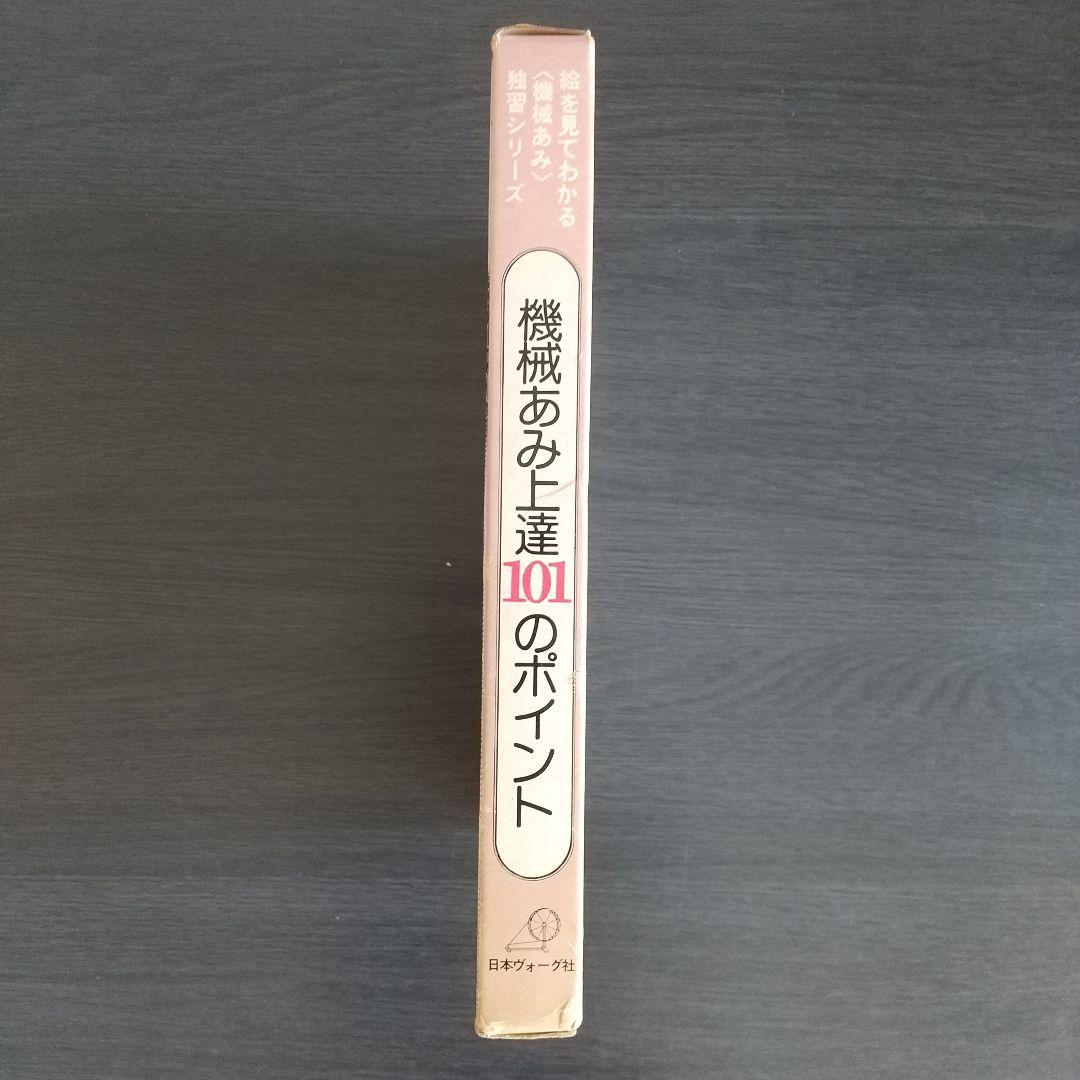 絵を見てわかる
〈機械あみ〉
独習シリーズ
機械あみ上達101のポイント
日本ヴォーグ社